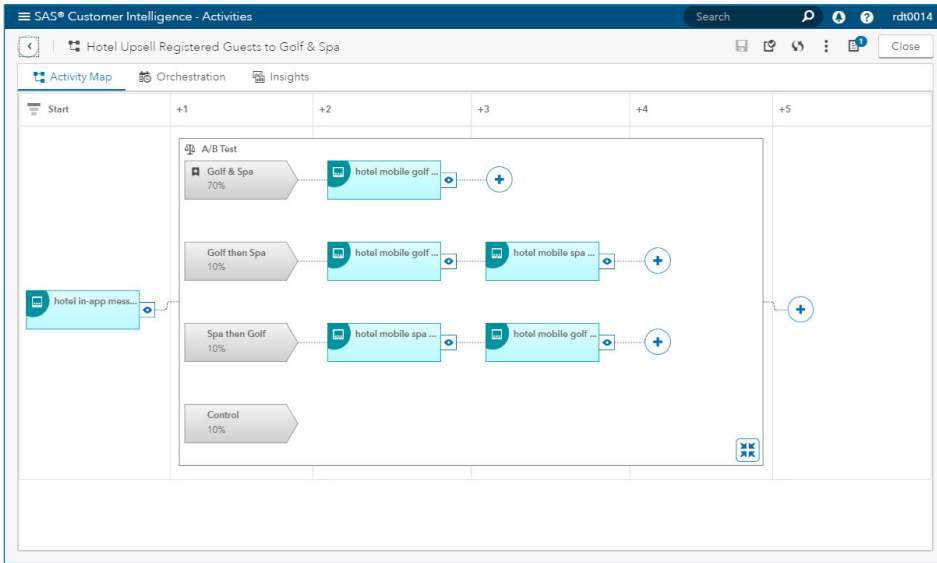 SAS® Customer Intelligence - Activities
Search
rdt0014
Hotel Upsell Registered Guests to Golf & Spa
1
Close
Activity Map
Orchestration
Insights
Start
+1
+2
+3
+4
+5
A/B Test
Golf & Spa
70%
hotel mobile golf ...
Golf then Spa
10%
hotel mobile golf ...
hotel mobile spa ...
hotel in-app mess...
Spa then Golf
10%
hotel mobile spa ...
hotel mobile golf ...
Control
10%